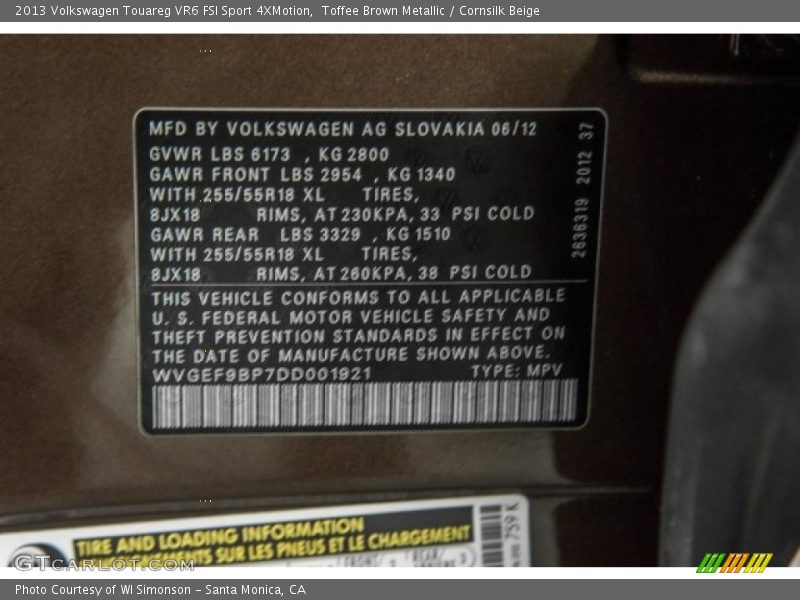 2013 Volkswagen Touareg VR6 FSI Sport 4XMotion,  Toffee Brown Metallic / Cornsilk Beige
MFD BY VOLKSWAGEN AG SLOVAKIA 06/12
GVWR LBS 6173 , KG 2800
GAWR FRONT LBS 2954 , KG 1340
WITH 255/55R18 XL TIRES,
8JX18 RIMS, AT 230KPA, 33 PSI COLD
GAWR REAR LBS 3329 , KG 1510
WITH 255/55R18 XL TIRES,
8JX18 RIMS, AT 260KPA, 38 PSI COLD
2636319 2012 37
THIS VEHICLE CONFORMS TO ALL APPLICABLE
U. S. FEDERAL MOTOR VEHICLE SAFETY AND
THEFT PREVENTION STANDARDS IN EFFECT ON
THE DATE OF MANUFACTURE SHOWN ABOVE.
WVGEF9BP7DD001921 TYPE: MPV
TIRE AND LOADING INFORMATION
SUR LES PNEUS ET LE CHARGEMENT
759 K
GTCARLOT.COM
Photo Courtesy of WI Simonson - Santa Monica, CA